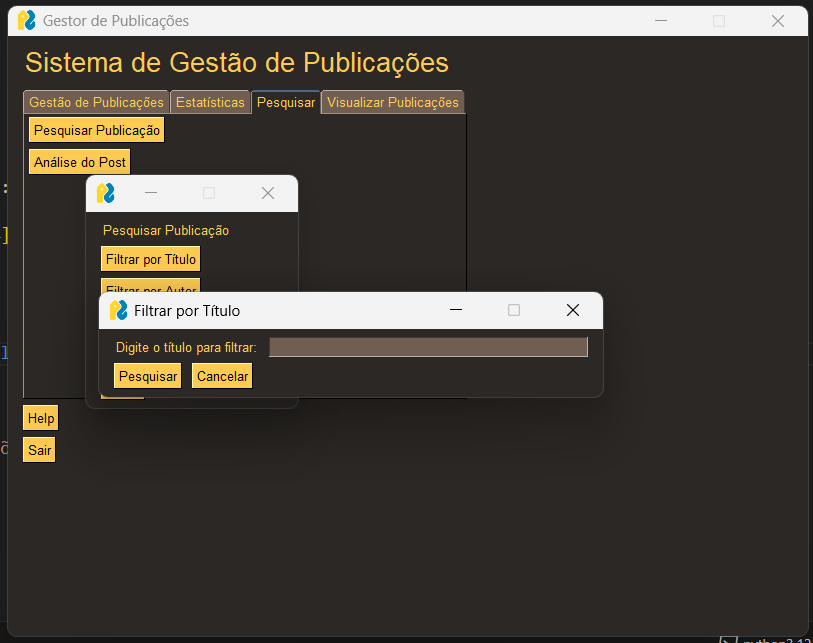 Gestor de Publicações
Sistema de Gestão de Publicações
Gestão de Publicações Estatísticas Pesquisar Visualizar Publicações
Pesquisar Publicação
Análise do Post
Pesquisar Publicação
Filtrar por Título
Filtrar por Autor
Filtrar por Título
Digite o título para filtrar:
Pesquisar Cancelar
Help
Sair